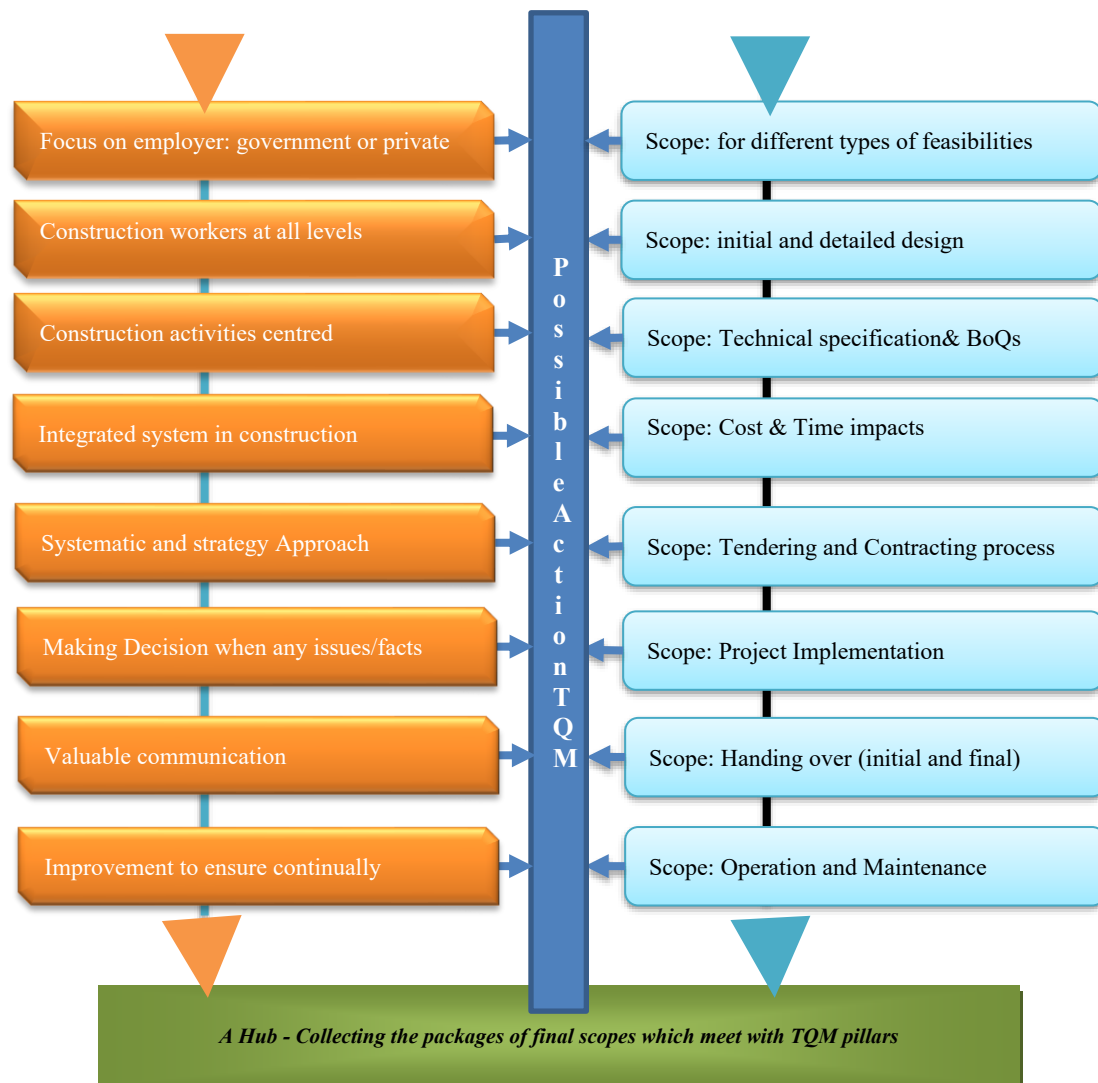 Focus on employer: government or private
Construction workers at all levels
Construction activities centred
Integrated system in construction
Systematic and strategy Approach
Making Decision when any issues/facts
Valuable communication
Improvement to ensure continually
P
o
s
s
i
b
l
e
A
c
t
i
o
n
T
Q
M
Scope: for different types of feasibilities
Scope: initial and detailed design
Scope: Technical specification& BoQs
Scope: Cost & Time impacts
Scope: Tendering and Contracting process
Scope: Project Implementation
Scope: Handing over (initial and final)
Scope: Operation and Maintenance
A Hub - Collecting the packages of final scopes which meet with TQM pillars